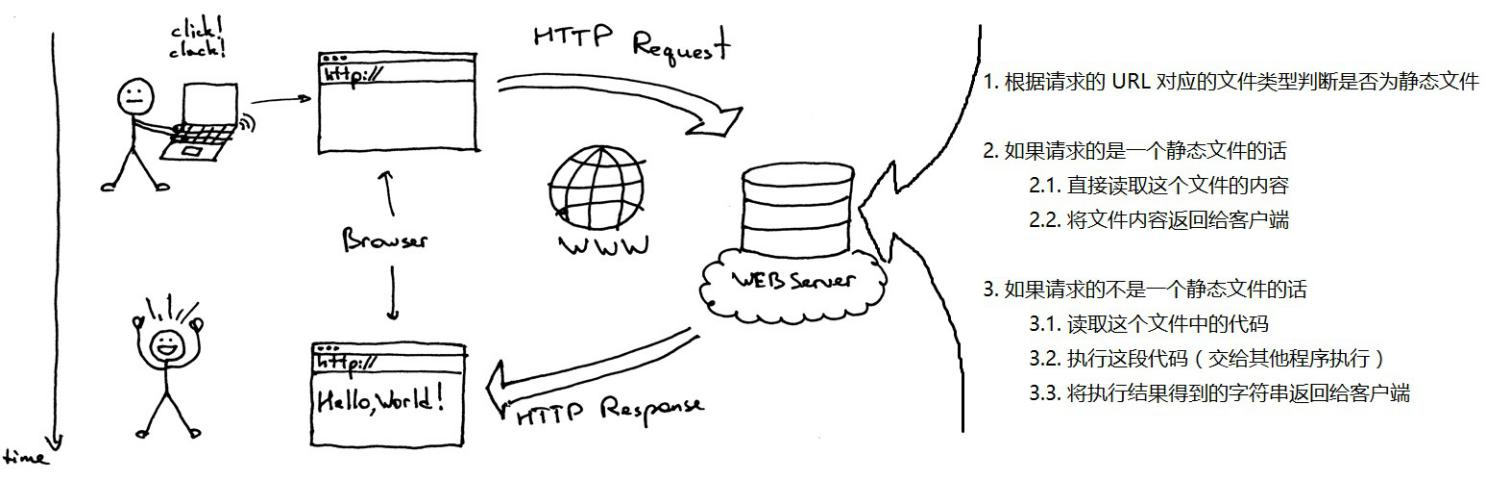 click!
clack!
http://
HTTP Request
WWW
Browser
WEB Server
http://
Hello, World!
HTTP Response
time
1. 根据请求的 URL 对应的文件类型判断是否为静态文件
2. 如果请求的是一个静态文件的话
2.1. 直接读取这个文件的内容
2.2. 将文件内容返回给客户端
3. 如果请求的不是一个静态文件的话
3.1. 读取这个文件中的代码
3.2. 执行这段代码（交给其他程序执行）
3.3. 将执行结果得到的字符串返回给客户端